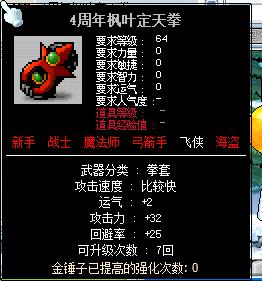 4周年枫叶定天拳
要求等级： 64
要求力量： 0
要求敏捷： 0
要求智力： 0
要求运气： 0
要求人气度： -
道具等级： -
道具经验值： -
新手 战士 魔法师 弓箭手 飞侠 海盗
武器分类 : 拳套
攻击速度 : 比较快
运气 : +2
攻击力 : +32
回避率 : +25
可升级次数 : 7回
金锤子已提高的强化次数: 0